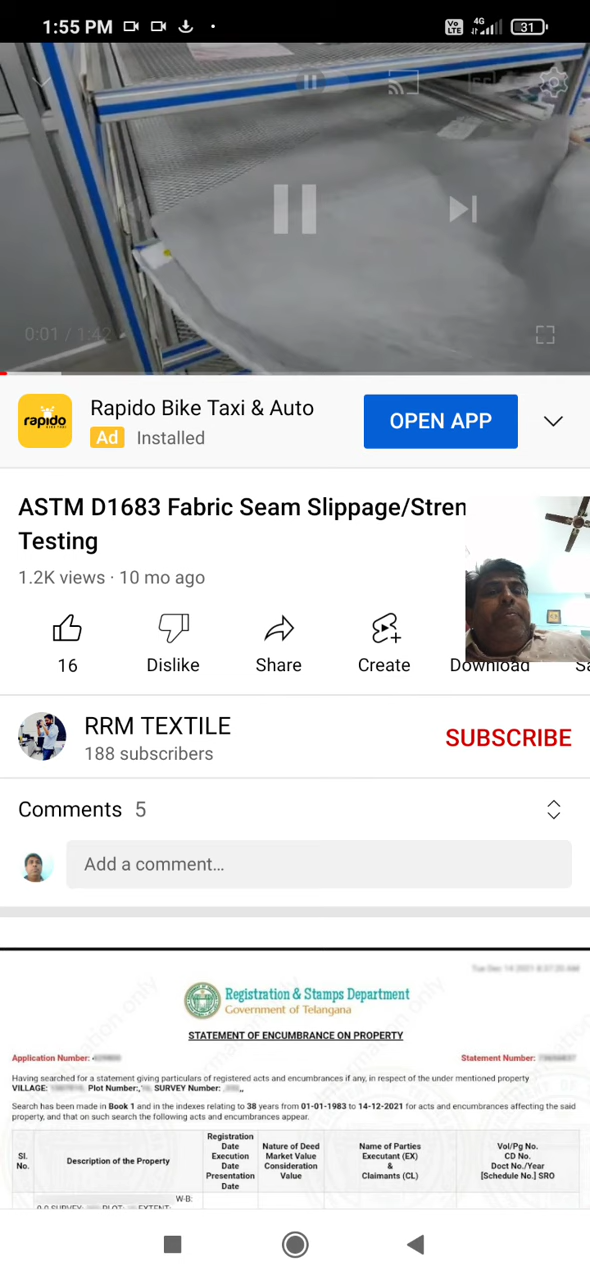 1:55 PM
Vo LTE 4G 31
0:01 / 1:42
rapido
Rapido Bike Taxi & Auto
Ad Installed
OPEN APP
ASTM D1683 Fabric Seam Slippage/Stren
Testing
1.2K views · 10 mo ago
16 Dislike Share Create Download Sa
RRM TEXTILE
188 subscribers
SUBSCRIBE
Comments 5
Add a comment...
Registration & Stamps Department
Government of Telangana
STATEMENT OF ENCUMBRANCE ON PROPERTY
Application Number:
Statement Number:
Having searched for a statement giving particulars of registered acts and encumbrances if any, in respect of the under mentioned property
VILLAGE: Plot Number:, SURVEY Number:
Search has been made in Book 1 and in the indexes relating to 38 years from 01-01-1983 to 14-12-2021 for acts and encumbrances affecting the said
property, and that on such search the following acts and encumbrances appear.
Sl. No.
Description of the Property
Registration Date Execution Date Presentation Date
Nature of Deed Market Value Consideration Value
Name of Parties Executant (EX) & Claimants (CL)
Vol/Pg No. CD No. Doct No./Year [Schedule No.] SRO
W-B: